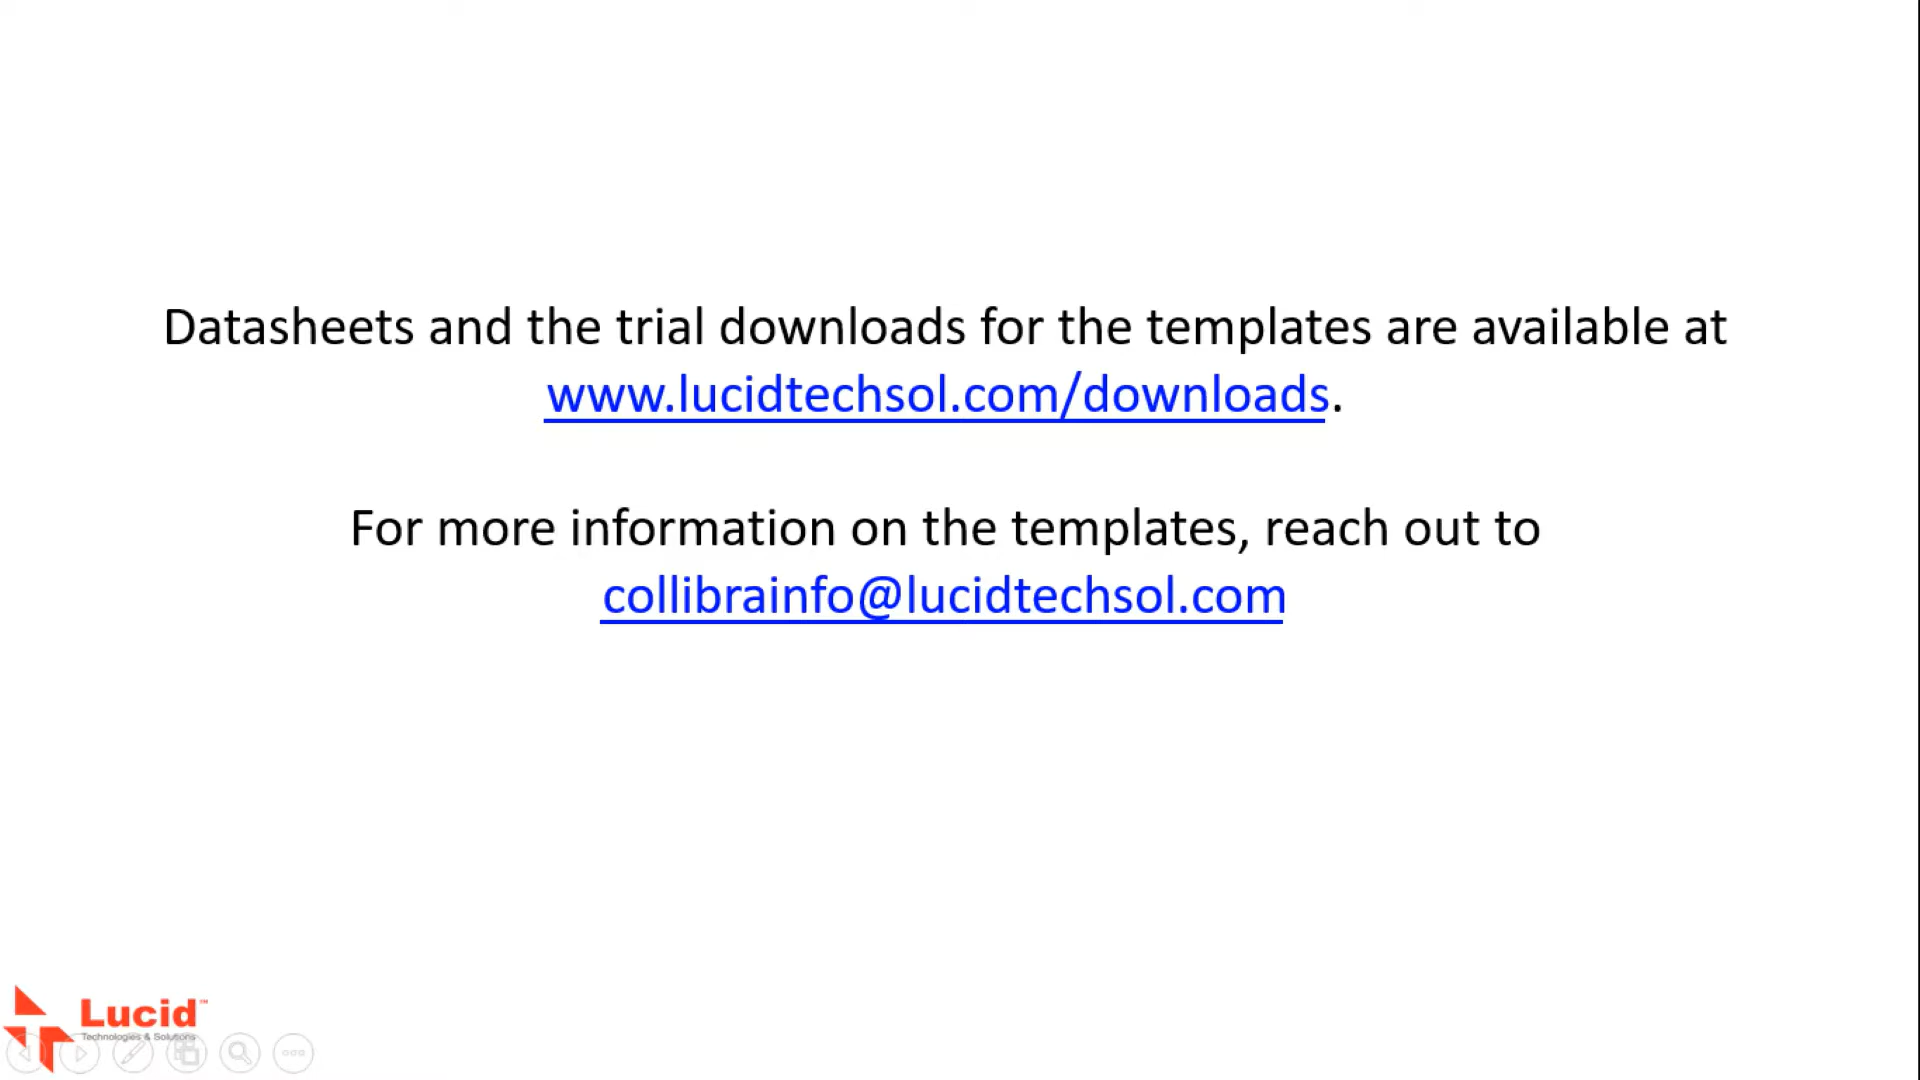 Datasheets and the trial downloads for the templates are available at
www.lucidtechsol.com/downloads.
For more information on the templates, reach out to
collibrainfo@lucidtechsol.com
Lucid™
Technologies & Solutions